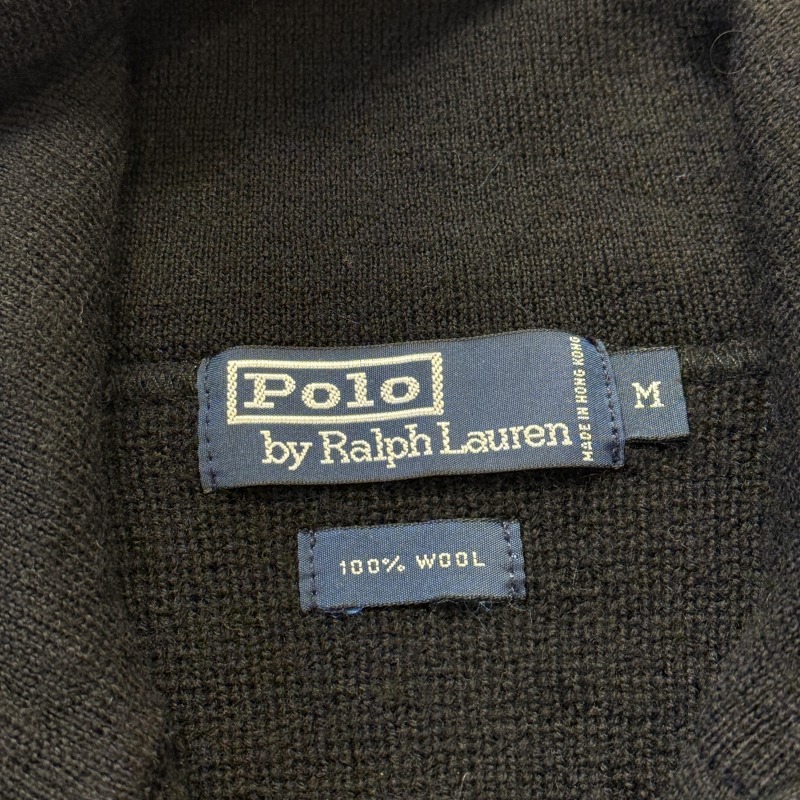 Polo
by Ralph Lauren
MADE IN HONG KONG
M
100% WOOL